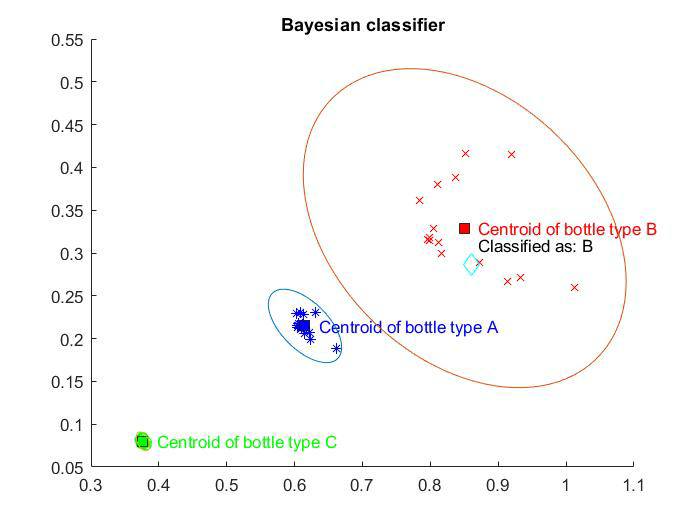 Bayesian classifier
0.55
0.5
0.45
0.4
0.35
0.3
0.25
0.2
0.15
0.1
0.05
Centroid of bottle type B
Classified as: B
Centroid of bottle type A
Centroid of bottle type C
0.3 0.4 0.5 0.6 0.7 0.8 0.9 1 1.1